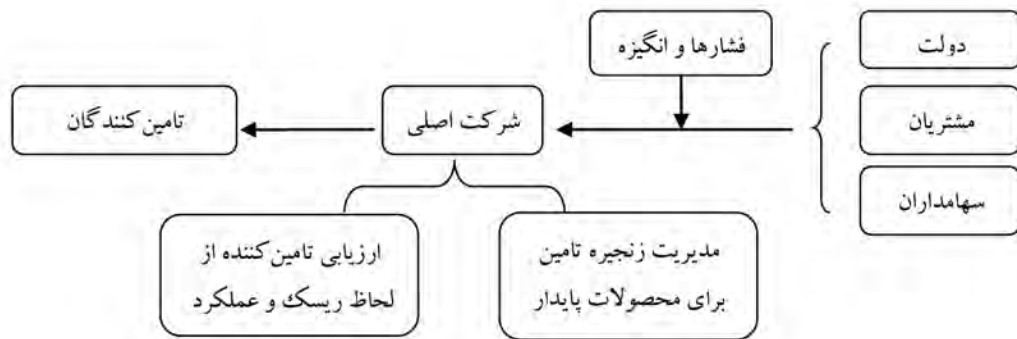 فشارها و انگیزه
دولت
مشتریان
سهامداران
شرکت اصلی
تامین‌کنندگان
مدیریت زنجیره تامین
برای محصولات پایدار
ارزیابی تامین‌کننده از
لحاظ ریسک و عملکرد